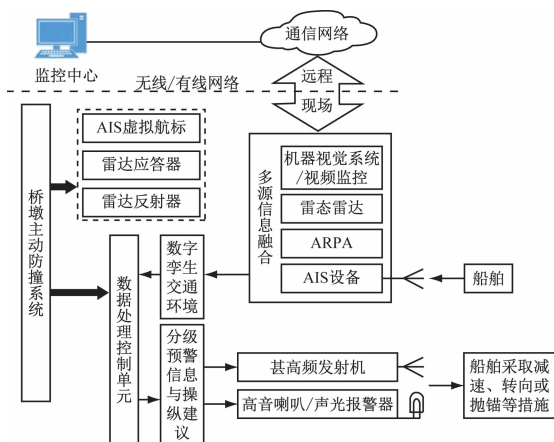 通信网络
监控中心
无线/有线网络
远程
现场
桥墩主动防撞系统
AIS虚拟航标
雷达应答器
雷达反射器
多源信息融合
机器视觉系统
/视频监控
雷态雷达
ARPA
AIS设备
船舶
数据处理控制单元
数字
孪生
交通
环境
分级
预警
信息
与操
纵建
议
甚高频发射机
高音喇叭/声光报警器
船舶采取减
速、转向或
抛锚等措施